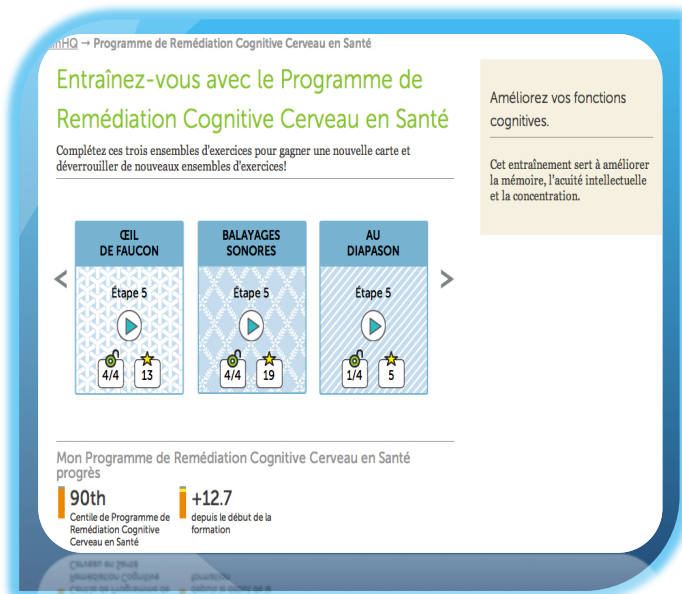 inHQ → Programme de Remédiation Cognitive Cerveau en Santé
Entraînez-vous avec le Programme de
Remédiation Cognitive Cerveau en Santé
Complétez ces trois ensembles d'exercices pour gagner une nouvelle carte et
déverrouiller de nouveaux ensembles d'exercices!
Améliorez vos fonctions
cognitives.
Cet entraînement sert à améliorer
la mémoire, l'acuité intellectuelle
et la concentration.
ŒIL
DE FAUCON
Étape 5
4/4 13
BALAYAGES
SONORES
Étape 5
4/4 19
AU
DIAPASON
Étape 5
1/4 5
Mon Programme de Remédiation Cognitive Cerveau en Santé
progrès
90th
Centile de Programme de
Remédiation Cognitive
Cerveau en Santé
+12.7
depuis le début de la
formation